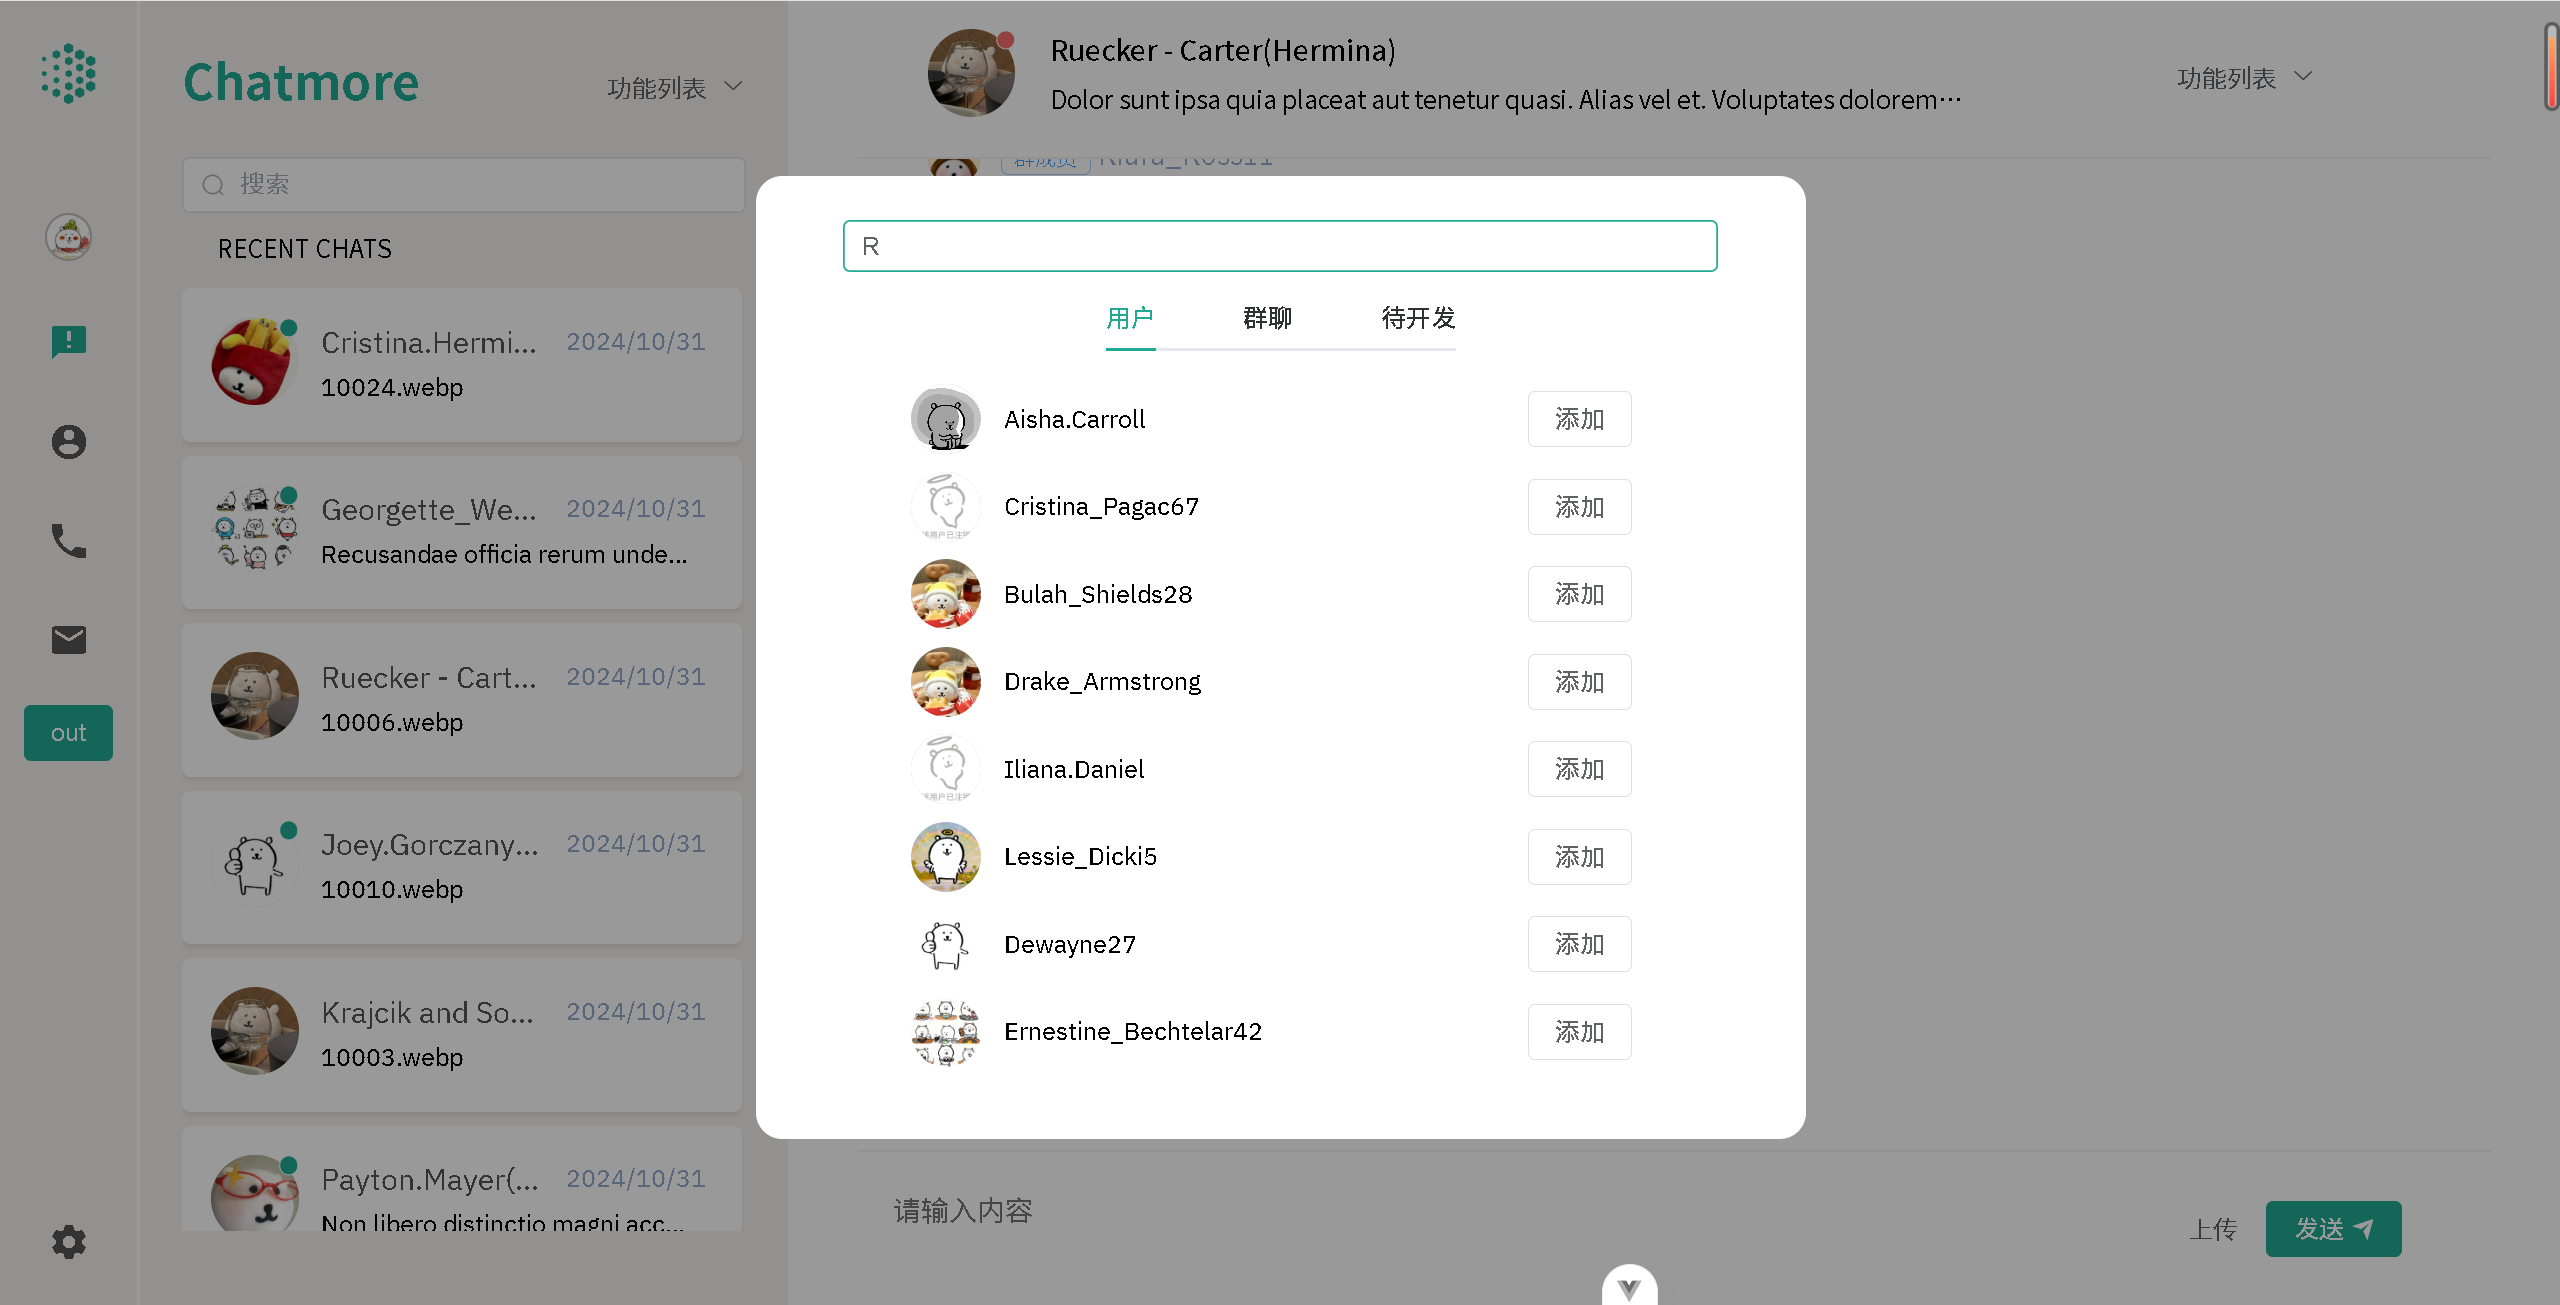 Chatmore
功能列表
搜索
RECENT CHATS
Cristina.Hermi...
2024/10/31
10024.webp
Georgette_We...
2024/10/31
Recusandae officia rerum unde...
Ruecker - Cart...
2024/10/31
10006.webp
out
Joey.Gorczany...
2024/10/31
10010.webp
Krajcik and So...
2024/10/31
10003.webp
Payton.Mayer(...
2024/10/31
Non libero distinctio magni acc...
Ruecker - Carter(Hermina)
Dolor sunt ipsa quia placeat aut tenetur quasi. Alias vel et. Voluptates dolorem…
功能列表
群成员
R
用户
群聊
待开发
Aisha.Carroll
添加
Cristina_Pagac67
添加
Bulah_Shields28
添加
Drake_Armstrong
添加
Iliana.Daniel
添加
Lessie_Dicki5
添加
Dewayne27
添加
Ernestine_Bechtelar42
添加
请输入内容
上传
发送